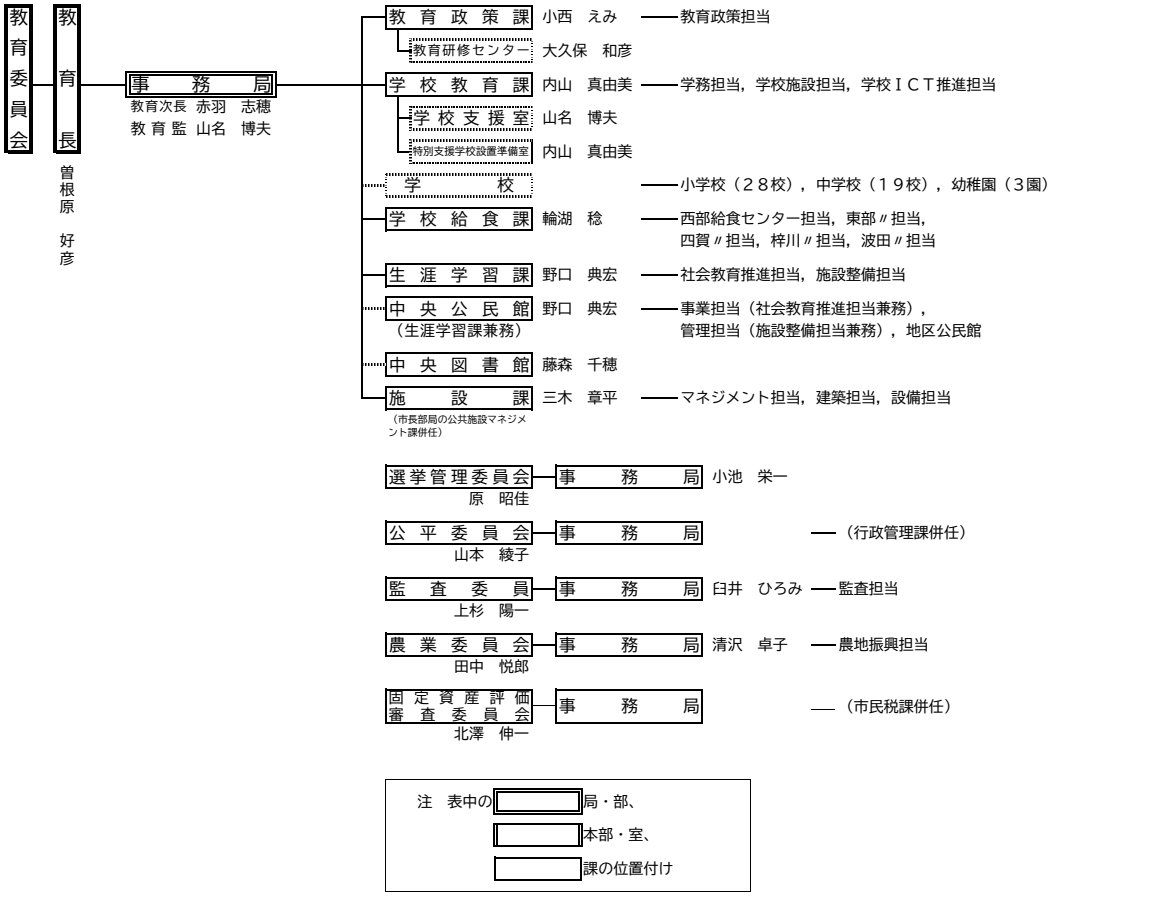 教育委員会
教育長
曽根原　好彦
事務局
教育次長 赤羽　志穂
教育監 山名　博夫
教育政策課 小西　えみ 教育政策担当
教育研修センター 大久保　和彦
学校教育課 内山　真由美 学務担当，学校施設担当，学校ＩＣＴ推進担当
学校支援室 山名　博夫
特別支援学校設置準備室 内山　真由美
学校 小学校（２８校），中学校（１９校），幼稚園（３園）
学校給食課 輪湖　稔 西部給食センター担当，東部〃担当，
四賀〃担当，梓川〃担当，波田〃担当
生涯学習課 野口　典宏 社会教育推進担当，施設整備担当
中央公民館 野口　典宏 事業担当（社会教育推進担当兼務），
（生涯学習課兼務） 管理担当（施設整備担当兼務），地区公民館
中央図書館 藤森　千穂
施設課 三木　章平 マネジメント担当，建築担当，設備担当
（市長部局の公共施設マネジメ
ント課併任）
選挙管理委員会 事務局 小池　栄一
原　昭佳
公平委員会 事務局 （行政管理課併任）
山本　綾子
監査委員 事務局 臼井　ひろみ 監査担当
上杉　陽一
農業委員会 事務局 清沢　卓子 農地振興担当
田中　悦郎
固定資産評価
審査委員会 事務局 （市民税課併任）
北澤　伸一
注　表中の 局・部、
本部・室、
課の位置付け